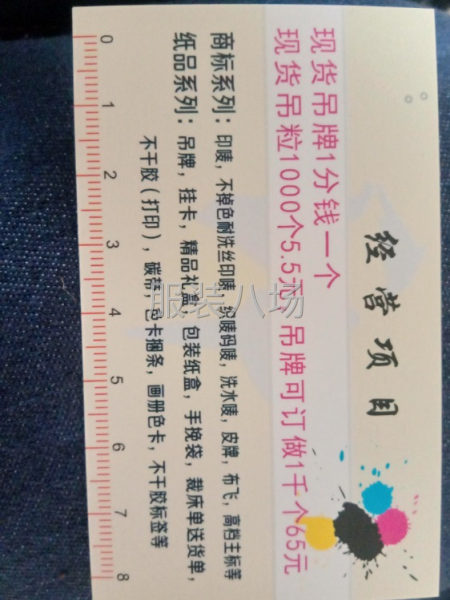 经营项目
现货吊牌1分钱一个
现货吊粒1000个5.5元 吊牌可订做1千个65元
商标系列：印唛，不掉色耐洗丝印唛，织唛码唛，洗水唛，皮牌，布飞，高档主标等
纸品系列：吊牌，挂卡，精品礼盒，包装纸盒，手挽袋，裁床单送货单，
不干胶（打印），碳带，包卡捆条，画册色卡，不干胶标签等
0 1 2 3 4 5 6 7 8
服装八场